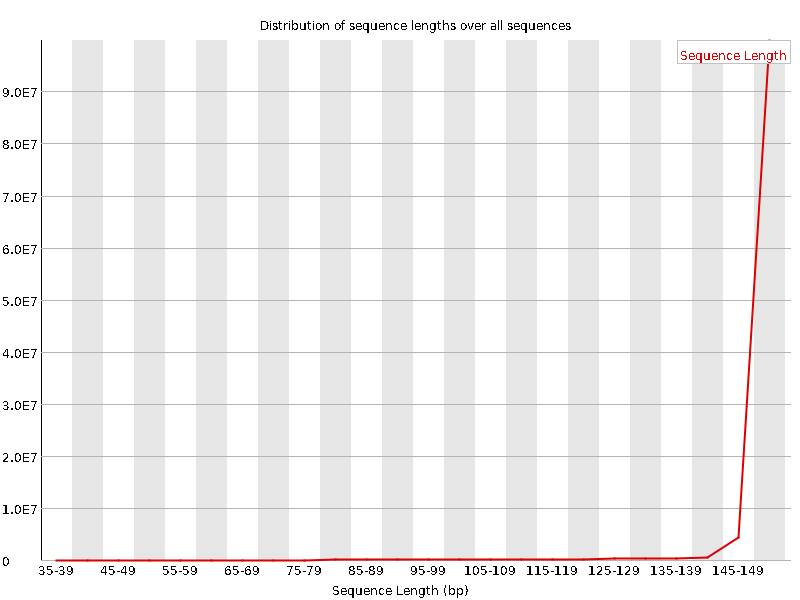 Distribution of sequence lengths over all sequences
Sequence Length
9.0E7
8.0E7
7.0E7
6.0E7
5.0E7
4.0E7
3.0E7
2.0E7
1.0E7
0
35-39 45-49 55-59 65-69 75-79 85-89 95-99 105-109 115-119 125-129 135-139 145-149
Sequence Length (bp)